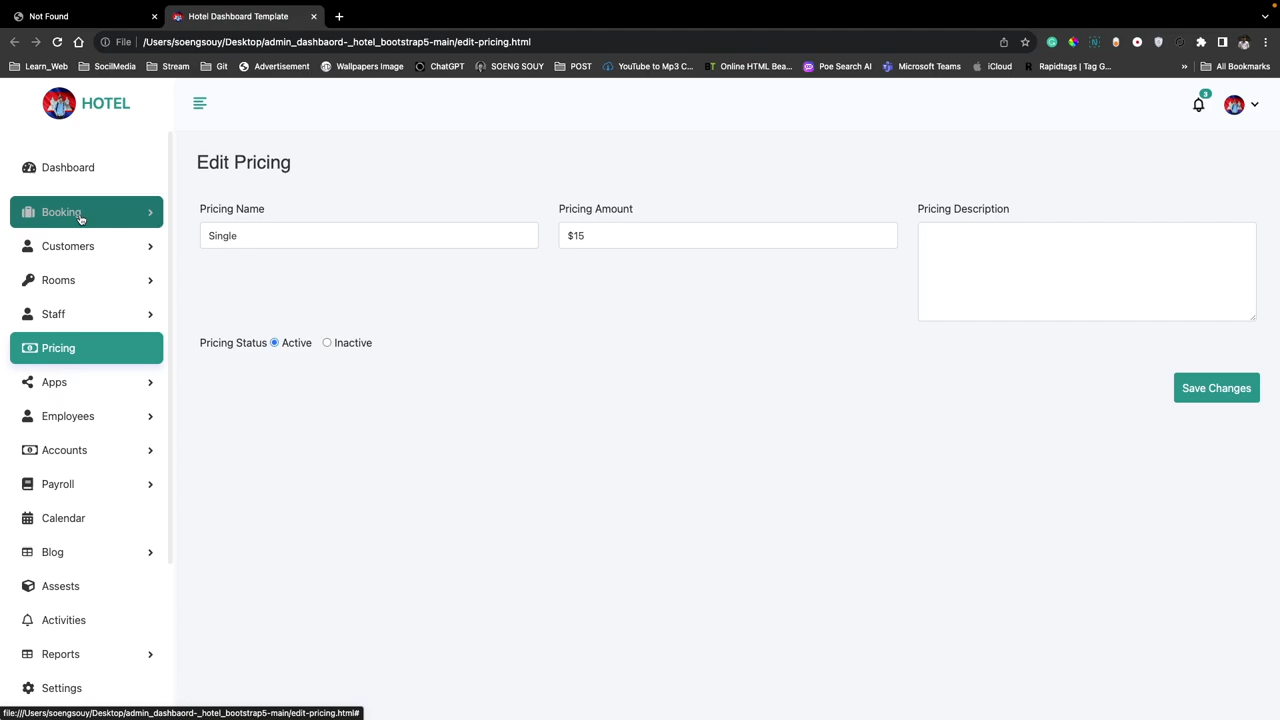 Not Found
Hotel Dashboard Template
File /Users/soengsouy/Desktop/admin_dashbaord-_hotel_bootstrap5-main/edit-pricing.html
Learn_Web SocilMedia Stream Git Advertisement Wallpapers Image ChatGPT SOENG SOUY POST YouTube to Mp3 C... Online HTML Bea... Poe Search AI Microsoft Teams iCloud Rapidtags | Tag G... » All Bookmarks
HOTEL
3
Dashboard
Booking
Customers
Rooms
Staff
Pricing
Apps
Employees
Accounts
Payroll
Calendar
Blog
Assests
Activities
Reports
Settings
Edit Pricing
Pricing Name
Single
Pricing Amount
$15
Pricing Description
Pricing Status Active Inactive
Save Changes
file:///Users/soengsouy/Desktop/admin_dashbaord-_hotel_bootstrap5-main/edit-pricing.html#